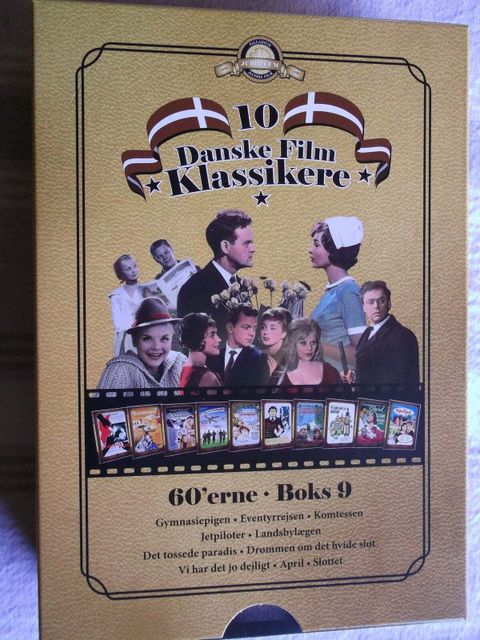 JUBILÆUM
10
Danske Film
Klassikere
60'erne • Boks 9
Gymnasiepigen • Eventyrrejsen • Komtessen
Jetpiloter • Landsbylægen
Det tossede paradis • Drømmen om det hvide slot
Vi har det jo dejligt • April • Slottet